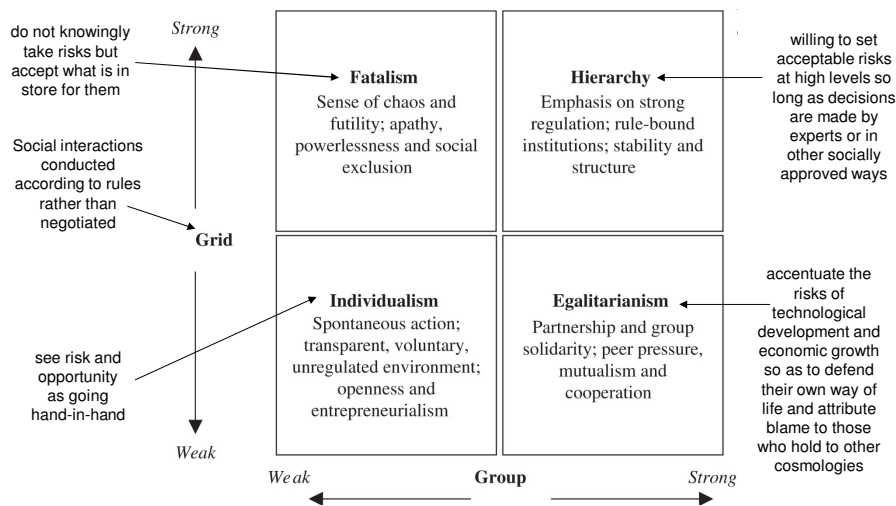 do not knowingly
take risks but
accept what is in
store for them
Strong
Fatalism
Sense of chaos and
futility; apathy,
powerlessness and social
exclusion
Hierarchy
Emphasis on strong
regulation; rule-bound
institutions; stability and
structure
willing to set
acceptable risks
at high levels so
long as decisions
are made by
experts or in
other socially
approved ways
Social interactions
conducted
according to rules
rather than
negotiated
Grid
Individualism
Spontaneous action;
transparent, voluntary,
unregulated environment;
openness and
entrepreneurialism
Egalitarianism
Partnership and group
solidarity; peer pressure,
mutualism and
cooperation
accentuate the
risks of
technological
development and
economic growth
so as to defend
their own way of
life and attribute
blame to those
who hold to other
cosmologies
see risk and
opportunity
as going
hand-in-hand
Weak
Weak
Group
Strong